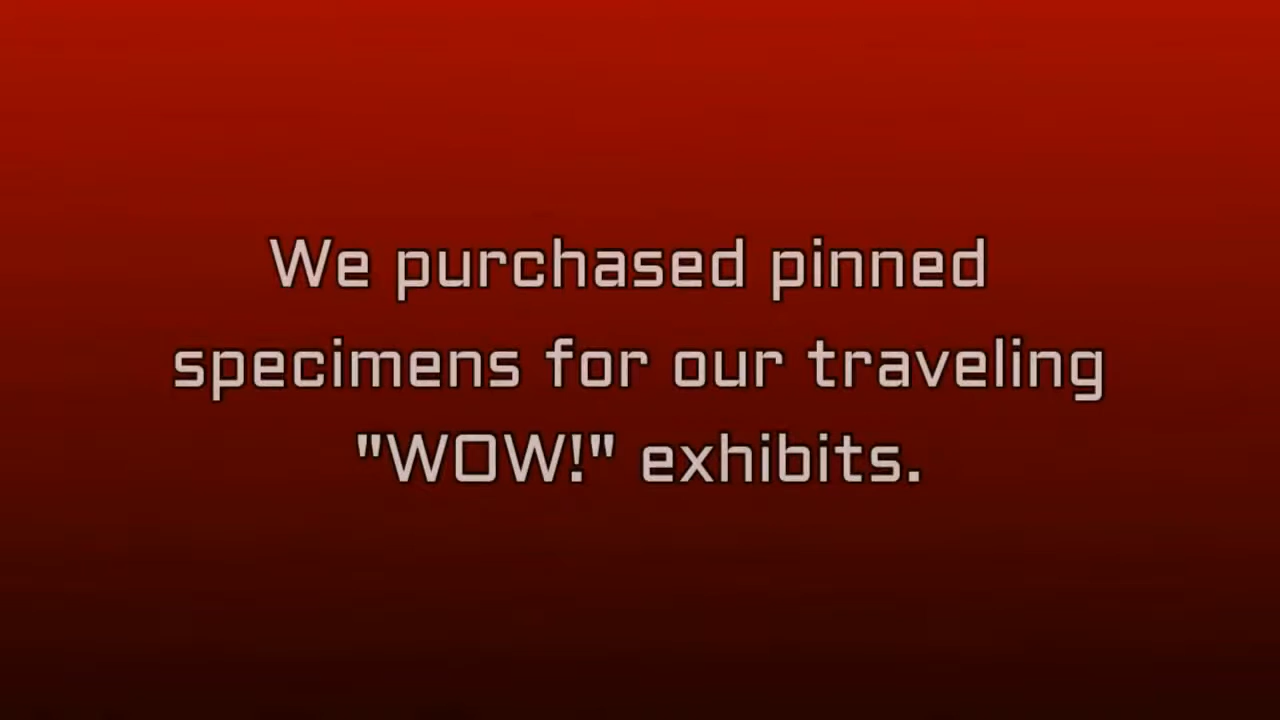 We purchased pinned
specimens for our traveling
"WOW!" exhibits.